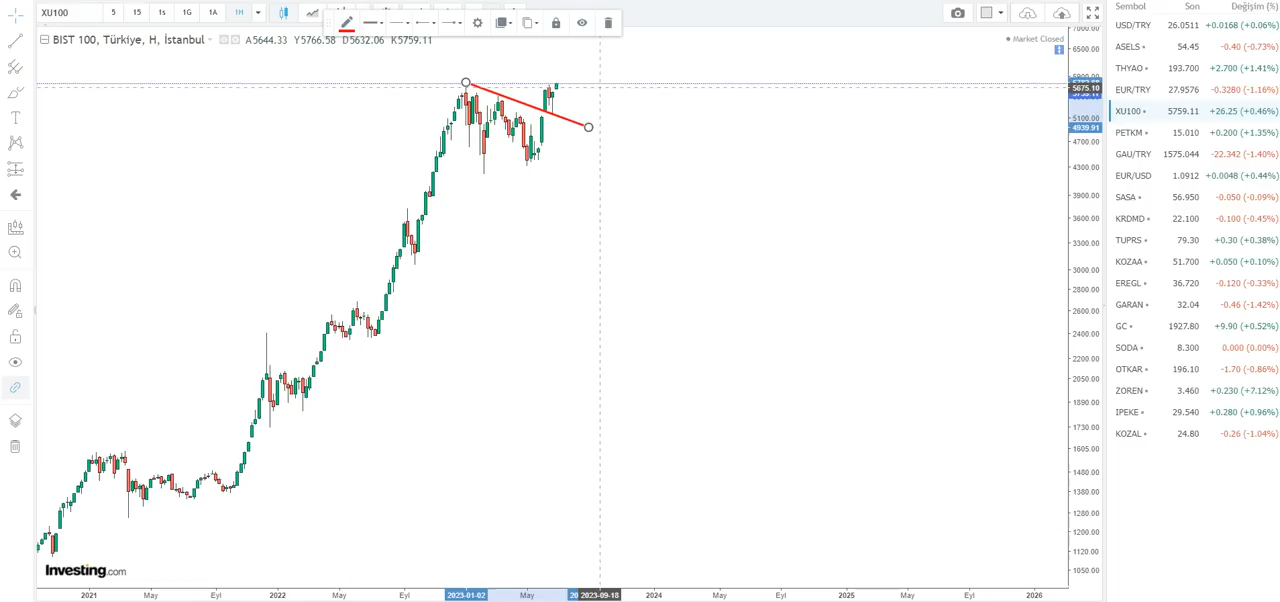 XU100 5 15 1s 1G 1A 1H
BIST 100, Türkiye, H, İstanbul A5644.33 Y5766.58 D5632.06 K5759.11
Market Closed
7000.00
6500.00
5675.10
5100.00
4939.91
4700.00
4300.00
3900.00
3600.00
3300.00
3000.00
2800.00
2600.00
2400.00
2200.00
2050.00
1890.00
1730.00
1605.00
1480.00
1380.00
1280.00
1200.00
1120.00
1050.00
Investing.com
2021 May Eyl 2022 May Eyl 2023-01-02 May 20 2023-09-18 2024 May Eyl 2025 May Eyl 2026
Sembol Son Değişim (%)
USD/TRY 26.0511 +0.0168 (+0.06%)
ASELS 54.45 -0.40 (-0.73%)
THYAO 193.700 +2.700 (+1.41%)
EUR/TRY 27.9576 -0.3280 (-1.16%)
XU100 5759.11 +26.25 (+0.46%)
PETKM 15.010 +0.200 (+1.35%)
GAU/TRY 1575.044 -22.342 (-1.40%)
EUR/USD 1.0912 +0.0048 (+0.44%)
SASA 56.950 -0.050 (-0.09%)
KRDMD 22.100 -0.100 (-0.45%)
TUPRS 79.30 +0.30 (+0.38%)
KOZAA 51.700 +0.050 (+0.10%)
EREGL 36.720 -0.120 (-0.33%)
GARAN 32.04 -0.46 (-1.42%)
GC 1927.80 +9.90 (+0.52%)
SODA 8.300 0.000 (0.00%)
OTKAR 196.10 -1.70 (-0.86%)
ZOREN 3.460 +0.230 (+7.12%)
IPEKE 29.540 +0.280 (+0.96%)
KOZAL 24.80 -0.26 (-1.04%)